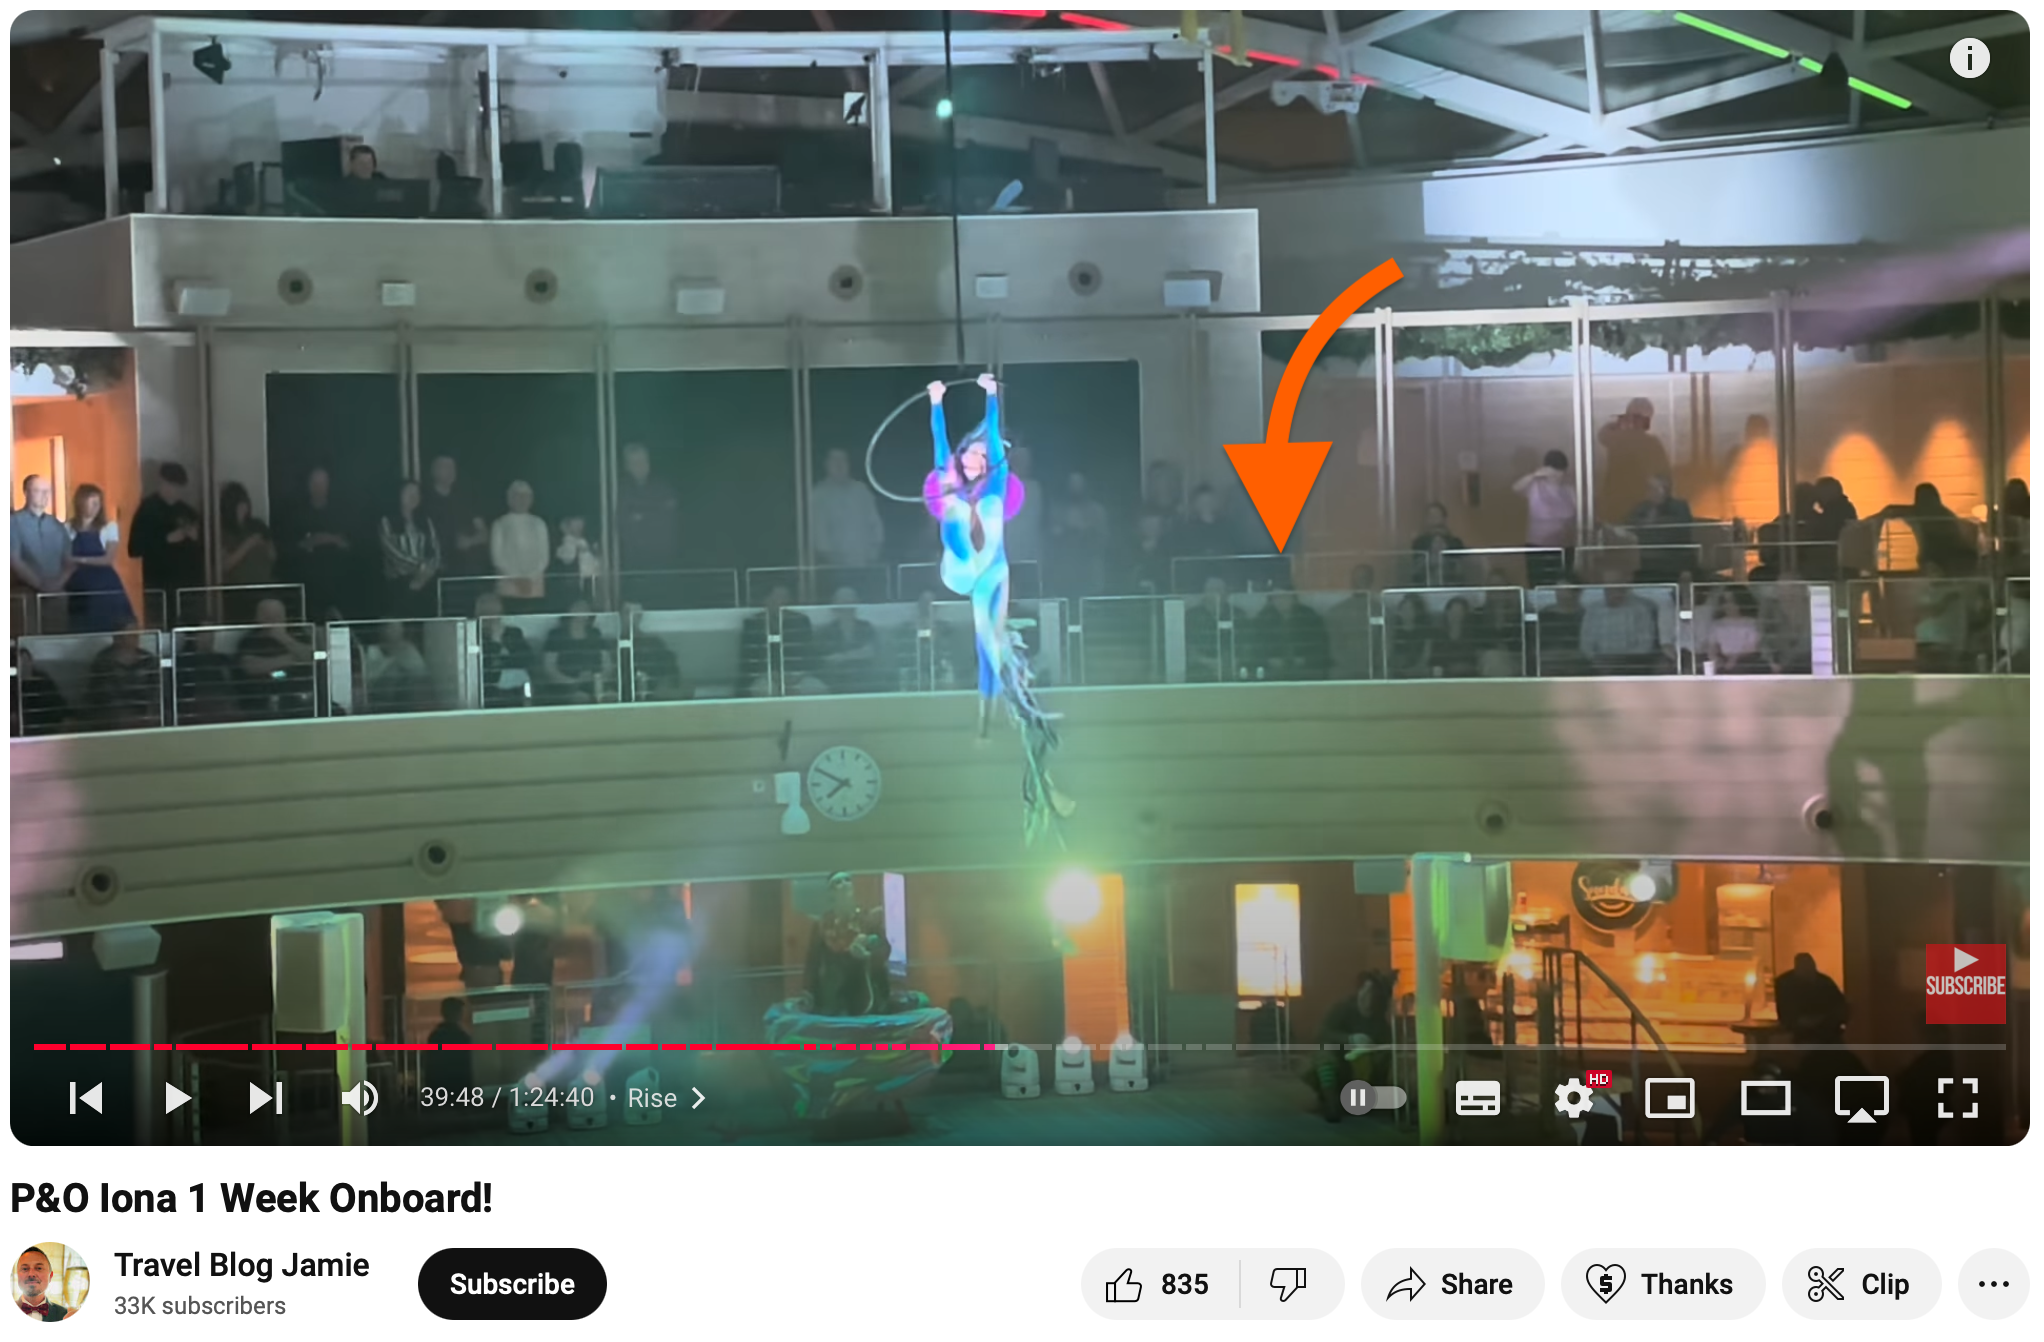 SUBSCRIBE
39:48 / 1:24:40 • Rise
HD
P&O Iona 1 Week Onboard!
Travel Blog Jamie
33K subscribers
Subscribe
835
Share
Thanks
Clip